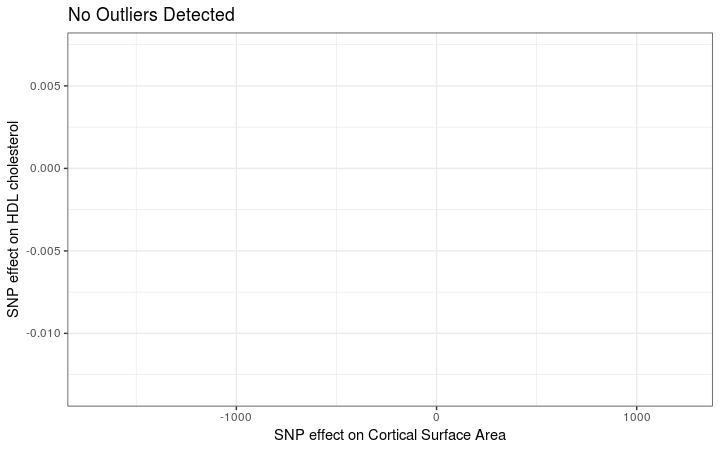 No Outliers Detected
SNP effect on HDL cholesterol
0.005
0.000
-0.005
-0.010
-1000 0 1000
SNP effect on Cortical Surface Area